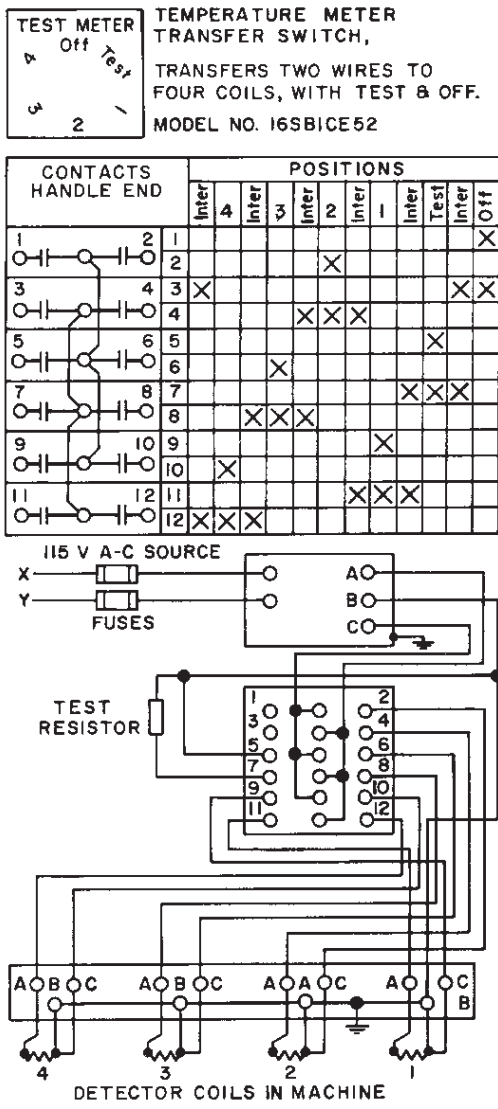 TEST METER
Off
Test
4
1
3
2
TEMPERATURE METER
TRANSFER SWITCH,
TRANSFERS TWO WIRES TO
FOUR COILS, WITH TEST & OFF.
MODEL NO. 16SB1CE52
CONTACTS
HANDLE END
POSITIONS
Inter 4 Inter 3 Inter 2 Inter 1 Inter Test Inter Off
1 2
3 4
5 6
7 8
9 10
11 12
1 X
2 X
3 X X X
4 X X X
5 X
6 X
7 X X X
8 X X X
9 X
10 X
11 X X X
12 X X X
115 V A-C SOURCE
X
Y
FUSES
A
B
C
TEST
RESISTOR
1 2
3 4
5 6
7 8
9 10
11 12
A B C A B C A A C A C
B
4 3 2 1
DETECTOR COILS IN MACHINE